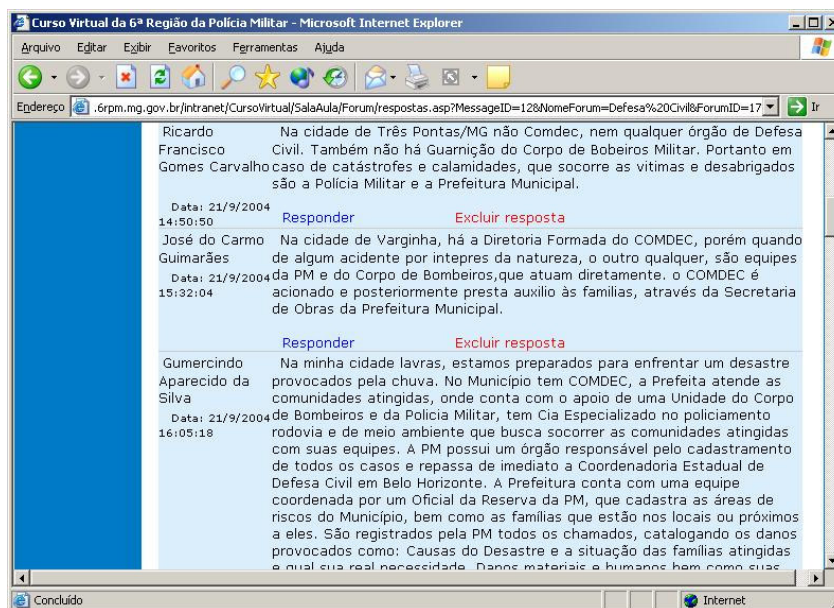 Curso Virtual da 6ª Região da Polícia Militar - Microsoft Internet Explorer
Arquivo Editar Exibir Favoritos Ferramentas Ajuda
Endereço .6rpm.mg.gov.br/intranet/CursoVirtual/SalaAula/Forum/respostas.asp?MessageID=128&NomeForum=Defesa%20Civil&ForumID=17 Ir
Ricardo
Francisco
Gomes Carvalho
Data: 21/9/2004
14:50:50
Na cidade de Três Pontas/MG não Comdec, nem qualquer órgão de Defesa
Civil. Também não há Guarnição do Corpo de Bobeiros Militar. Portanto em
caso de catástrofes e calamidades, que socorre as vitimas e desabrigados
são a Polícia Militar e a Prefeitura Municipal.
Responder Excluir resposta
José do Carmo
Guimarães
Data: 21/9/2004
15:32:04
Na cidade de Varginha, há a Diretoria Formada do COMDEC, porém quando
de algum acidente por intepres da natureza, o outro qualquer, são equipes
da PM e do Corpo de Bombeiros,que atuam diretamente. o COMDEC é
acionado e posteriormente presta auxilio às familias, através da Secretaria
de Obras da Prefeitura Municipal.
Responder Excluir resposta
Gumercindo
Aparecido da
Silva
Data: 21/9/2004
16:05:18
Na minha cidade lavras, estamos preparados para enfrentar um desastre
provocados pela chuva. No Município tem COMDEC, a Prefeita atende as
comunidades atingidas, onde conta com o apoio de uma Unidade do Corpo
de Bombeiros e da Policia Militar, tem Cia Especializado no policiamento
rodovia e de meio ambiente que busca socorrer as comunidades atingidas
com suas equipes. A PM possui um órgão responsável pelo cadastramento
de todos os casos e repassa de imediato a Coordenadoria Estadual de
Defesa Civil em Belo Horizonte. A Prefeitura conta com uma equipe
coordenada por um Oficial da Reserva da PM, que cadastra as áreas de
riscos do Município, bem como as famílias que estão nos locais ou próximos
a eles. São registrados pela PM todos os chamados, catalogando os danos
provocados como: Causas do Desastre e a situação das famílias atingidas
e qual sua real necessidade. Danos materiais e humanos bem como suas
Concluído Internet